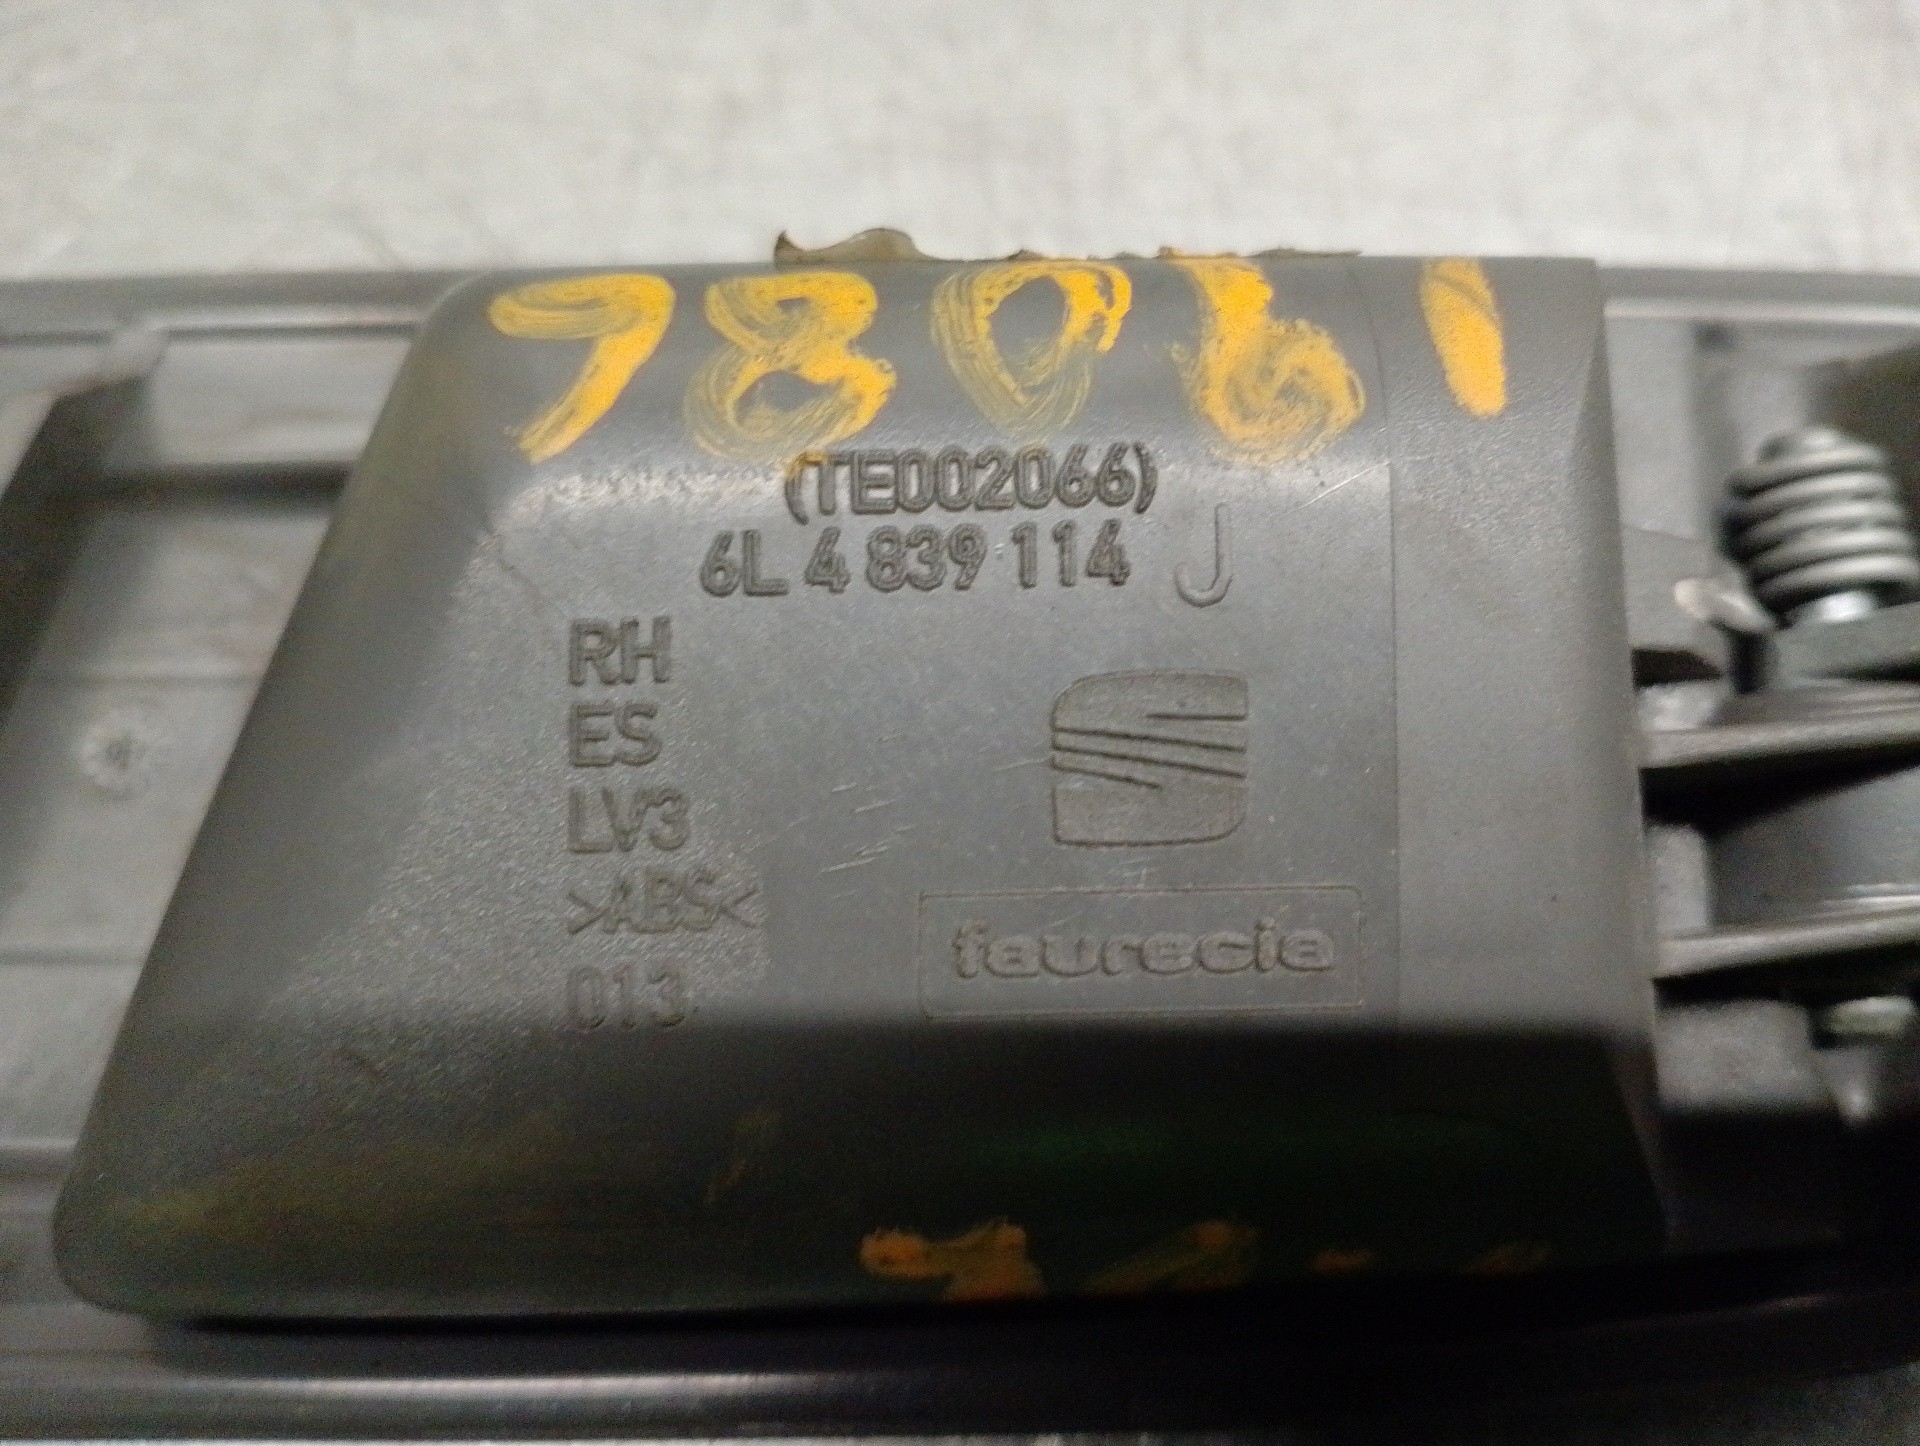 78061
(TE002066)
6L 4 839 114 J
RH
ES
LV3
>ABS<
013
faurecia